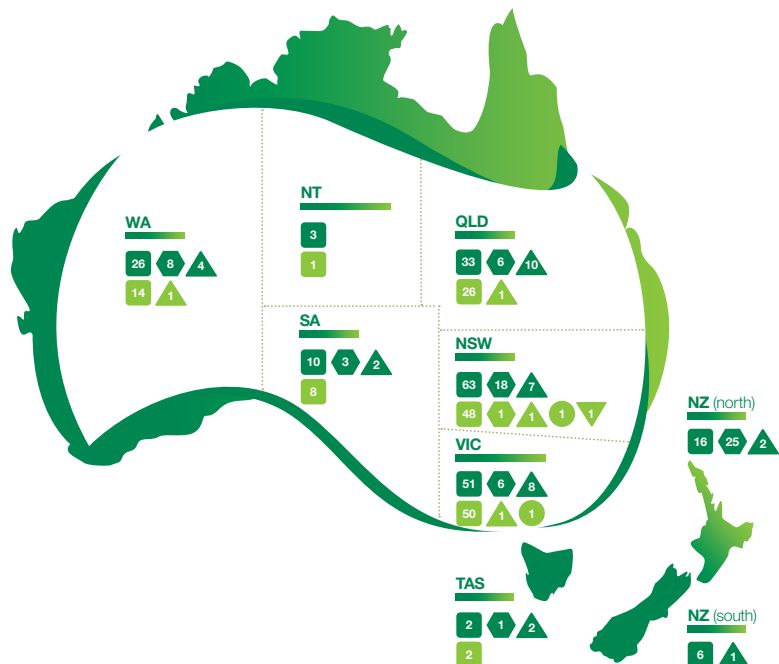 NT
3
1
WA
26 8 4
14 1
QLD
33 6 10
26 1
SA
10 3 2
8
NSW
63 18 7
48 1 1 1 1
VIC
51 6 8
50 1 1
NZ (north)
16 25 2
TAS
2 1 2
2
NZ (south)
6 1